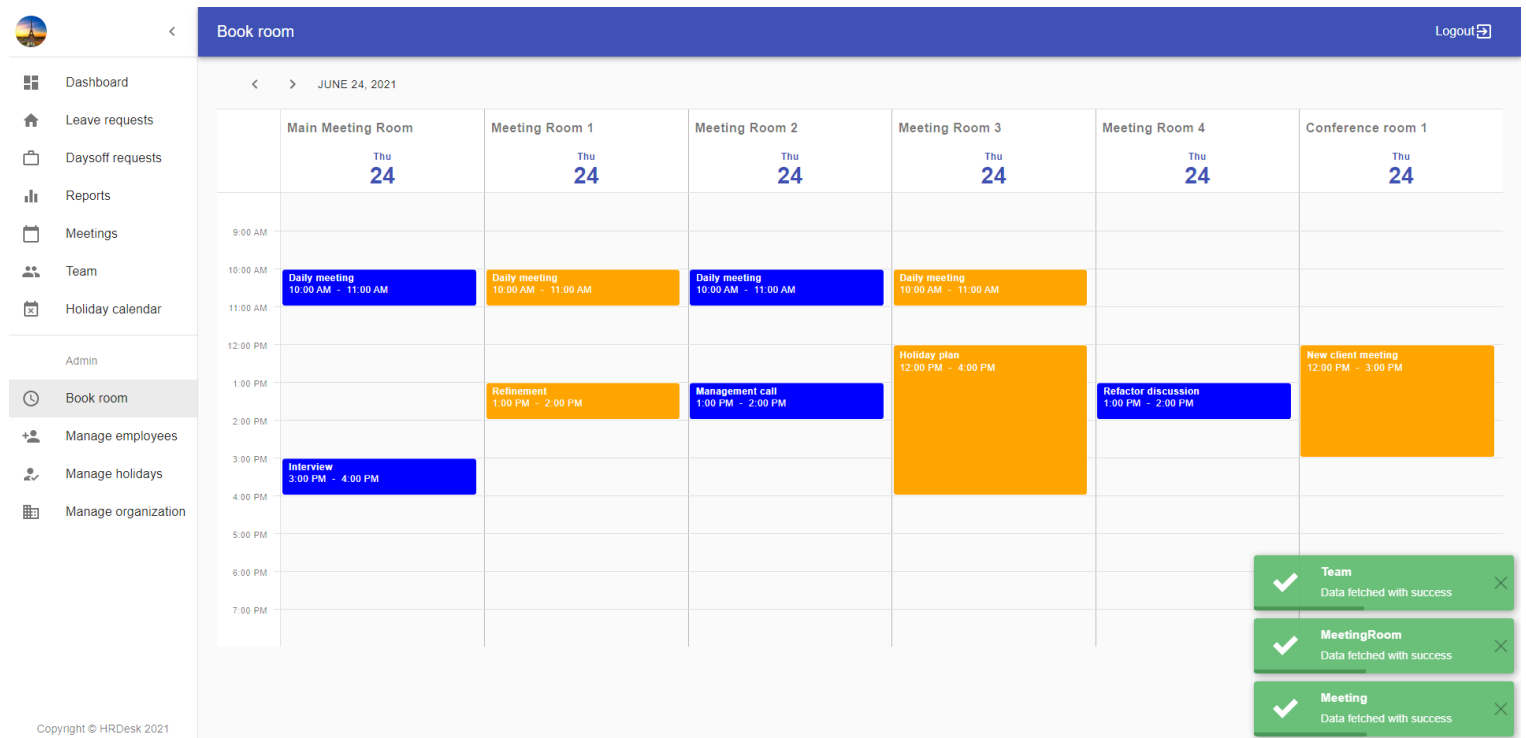 Book room
Logout
Dashboard
Leave requests
Daysoff requests
Reports
Meetings
Team
Holiday calendar
Admin
Book room
Manage employees
Manage holidays
Manage organization
Copyright © HRDesk 2021
JUNE 24, 2021
Main Meeting Room
Meeting Room 1
Meeting Room 2
Meeting Room 3
Meeting Room 4
Conference room 1
Thu
24
Thu
24
Thu
24
Thu
24
Thu
24
Thu
24
9:00 AM
10:00 AM
11:00 AM
12:00 PM
1:00 PM
2:00 PM
3:00 PM
4:00 PM
5:00 PM
6:00 PM
7:00 PM
Daily meeting
10:00 AM - 11:00 AM
Interview
3:00 PM - 4:00 PM
Daily meeting
10:00 AM - 11:00 AM
Refinement
1:00 PM - 2:00 PM
Daily meeting
10:00 AM - 11:00 AM
Management call
1:00 PM - 2:00 PM
Daily meeting
10:00 AM - 11:00 AM
Holiday plan
12:00 PM - 4:00 PM
Refactor discussion
1:00 PM - 2:00 PM
New client meeting
12:00 PM - 3:00 PM
Team
Data fetched with success
MeetingRoom
Data fetched with success
Meeting
Data fetched with success